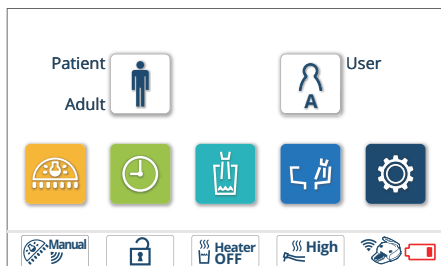 Patient
User
A
Adult
Manual
Heater
OFF
High